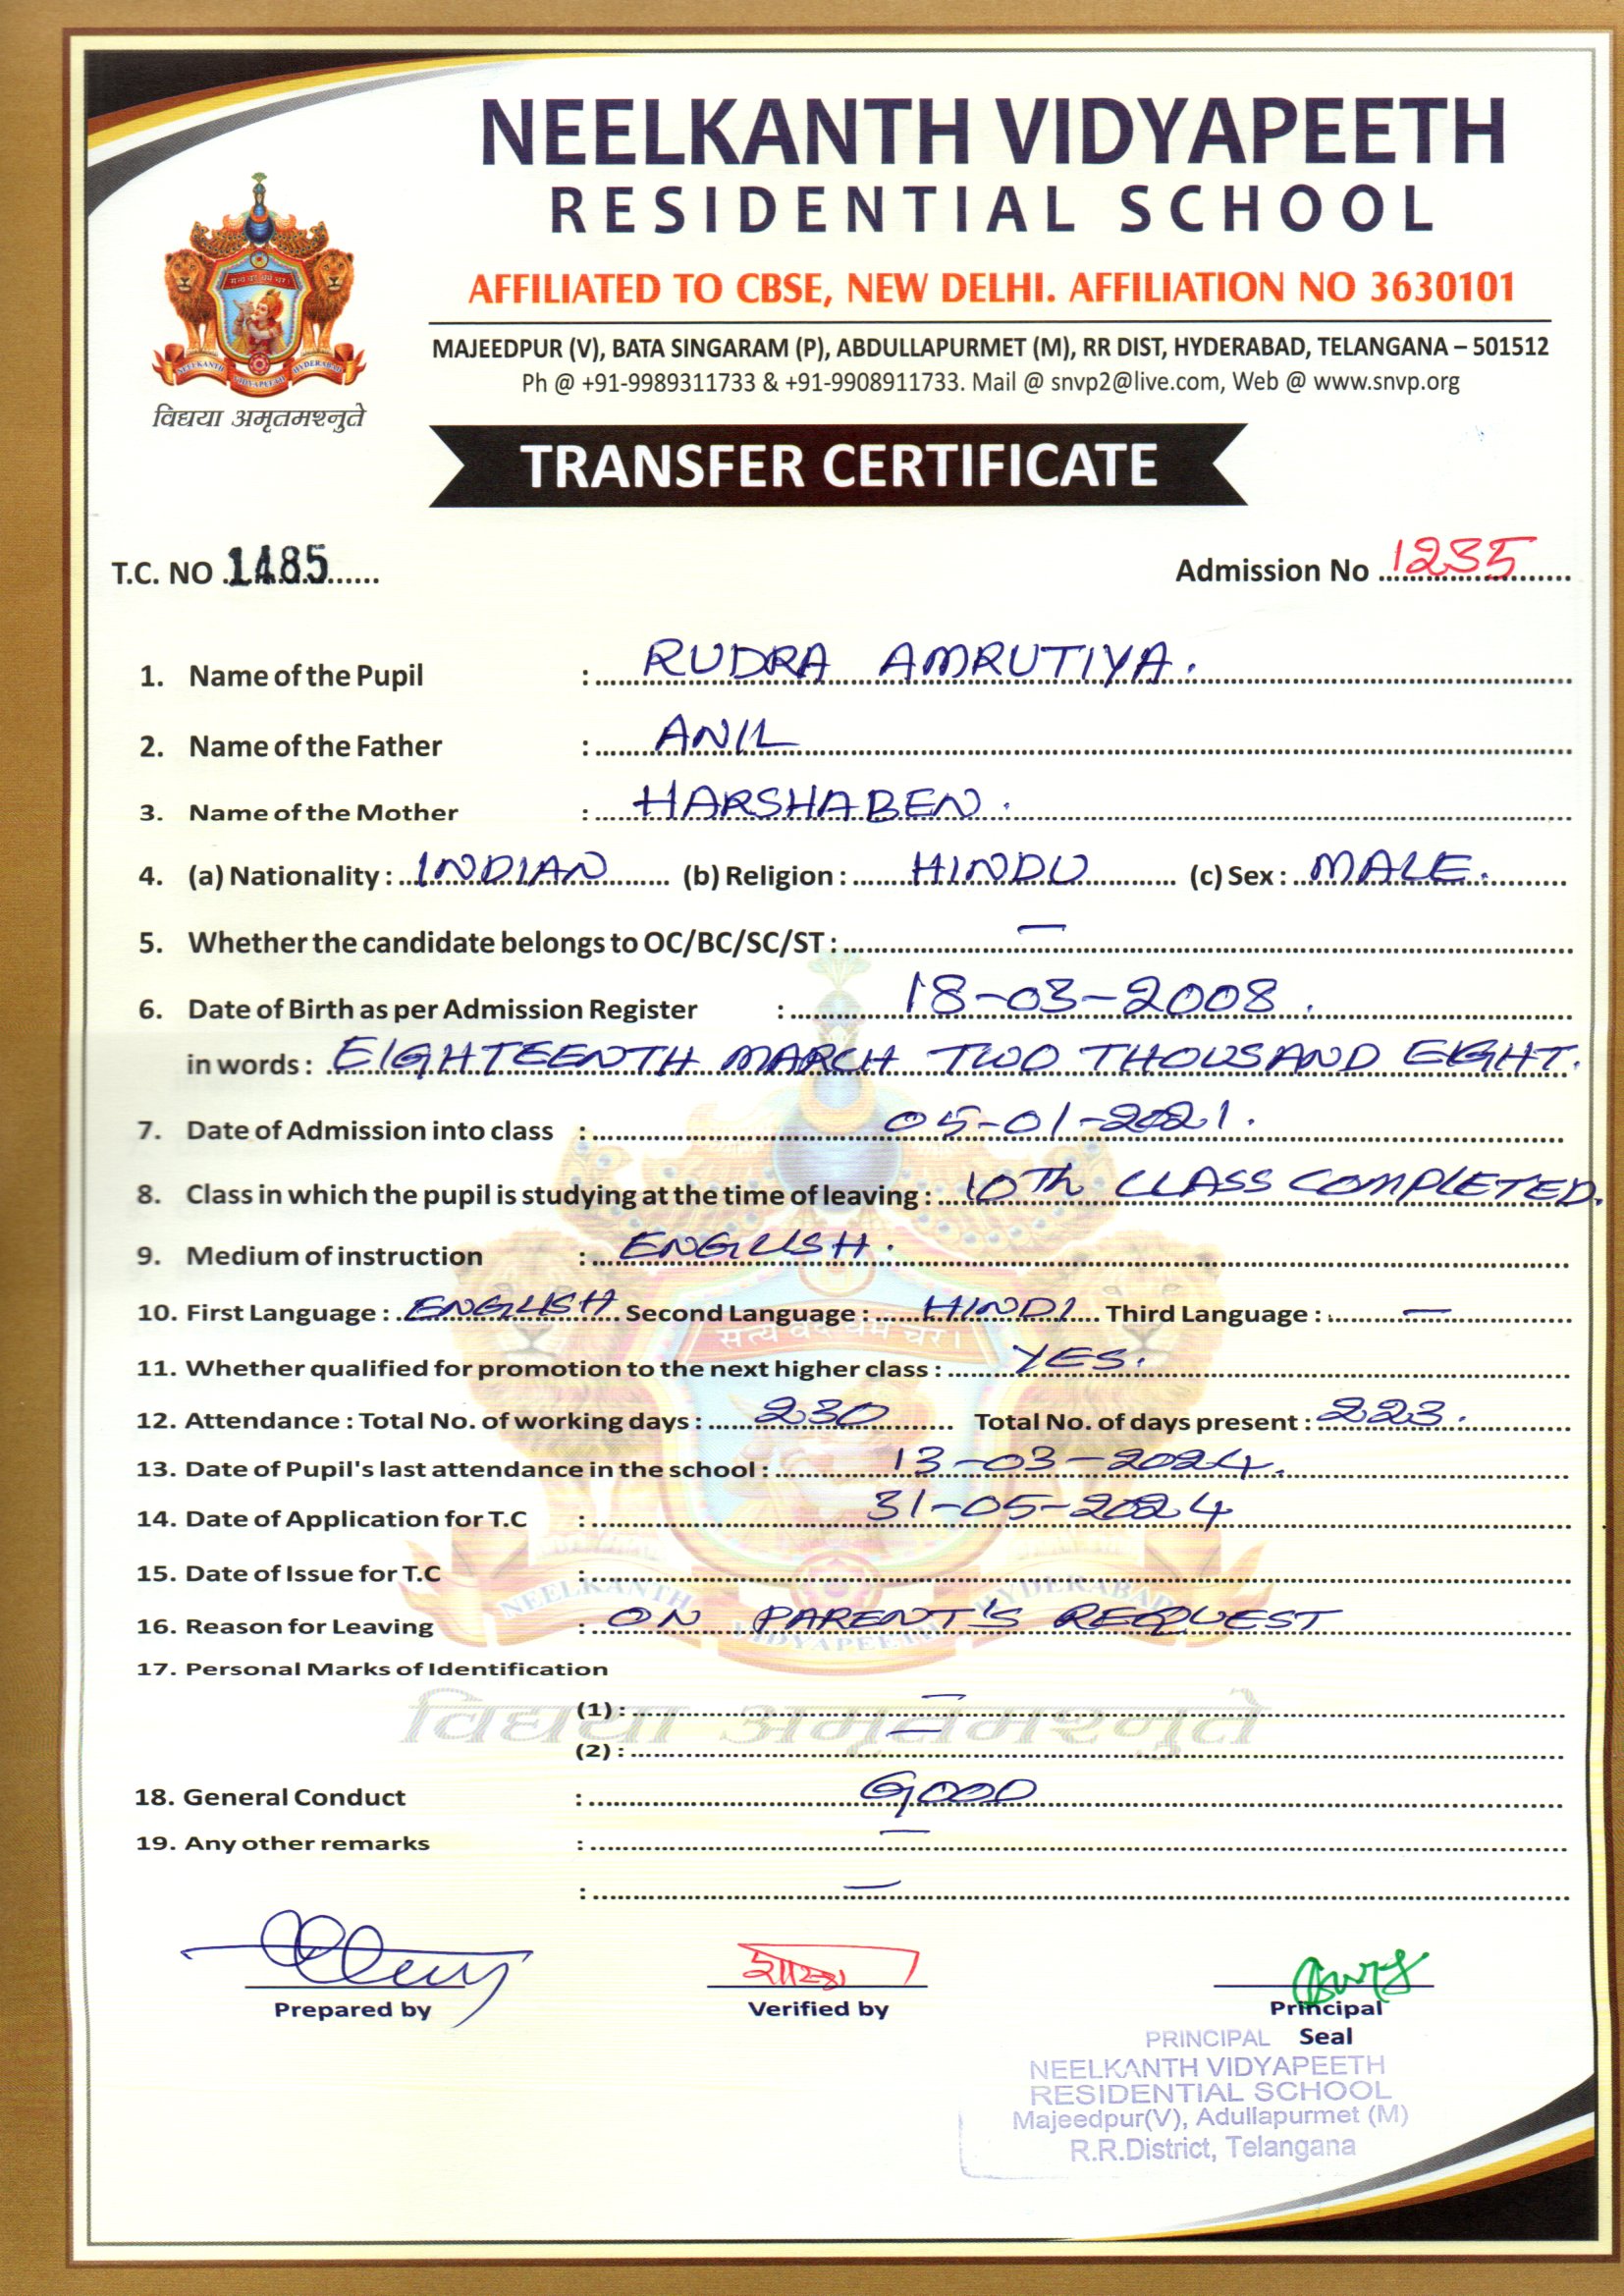 NEELKANTH VIDYAPEETH
RESIDENTIAL SCHOOL
AFFILIATED TO CBSE, NEW DELHI. AFFILIATION NO 3630101
MAJEEDPUR (V), BATA SINGARAM (P), ABDULLAPURMET (M), RR DIST, HYDERABAD, TELANGANA – 501512
Ph @ +91-9989311733 & +91-9908911733. Mail @ snvp2@live.com, Web @ www.snvp.org
सत्यं वद धर्मं चर।
NEELKANTH VIDYAPEETH HYDERABAD
विद्यया अमृतमश्नुते
TRANSFER CERTIFICATE
T.C. NO 1485 Admission No 1235
1. Name of the Pupil : RUDRA AMRUTIYA.
2. Name of the Father : ANIL
3. Name of the Mother : HARSHABEN.
4. (a) Nationality : INDIAN (b) Religion : HINDU (c) Sex : MALE.
5. Whether the candidate belongs to OC/BC/SC/ST : —
6. Date of Birth as per Admission Register : 18-03-2008.
in words : EIGHTEENTH MARCH TWO THOUSAND EIGHT.
7. Date of Admission into class : 05-01-2021.
8. Class in which the pupil is studying at the time of leaving : 10Th CLASS COMPLETED.
9. Medium of instruction : ENGLISH.
10. First Language : ENGLISH Second Language : HINDI Third Language : —
11. Whether qualified for promotion to the next higher class : YES.
12. Attendance : Total No. of working days : 230 Total No. of days present : 223.
13. Date of Pupil's last attendance in the school : 13-03-2024.
14. Date of Application for T.C : 31-05-2024
15. Date of Issue for T.C :
16. Reason for Leaving : ON PARENT'S REQUEST
17. Personal Marks of Identification
(1) : —
(2) : —
18. General Conduct : GOOD
19. Any other remarks : —
: —
Prepared by Verified by Principal
Seal
PRINCIPAL
NEELKANTH VIDYAPEETH
RESIDENTIAL SCHOOL
Majeedpur(V), Adullapurmet (M)
R.R.District, Telangana